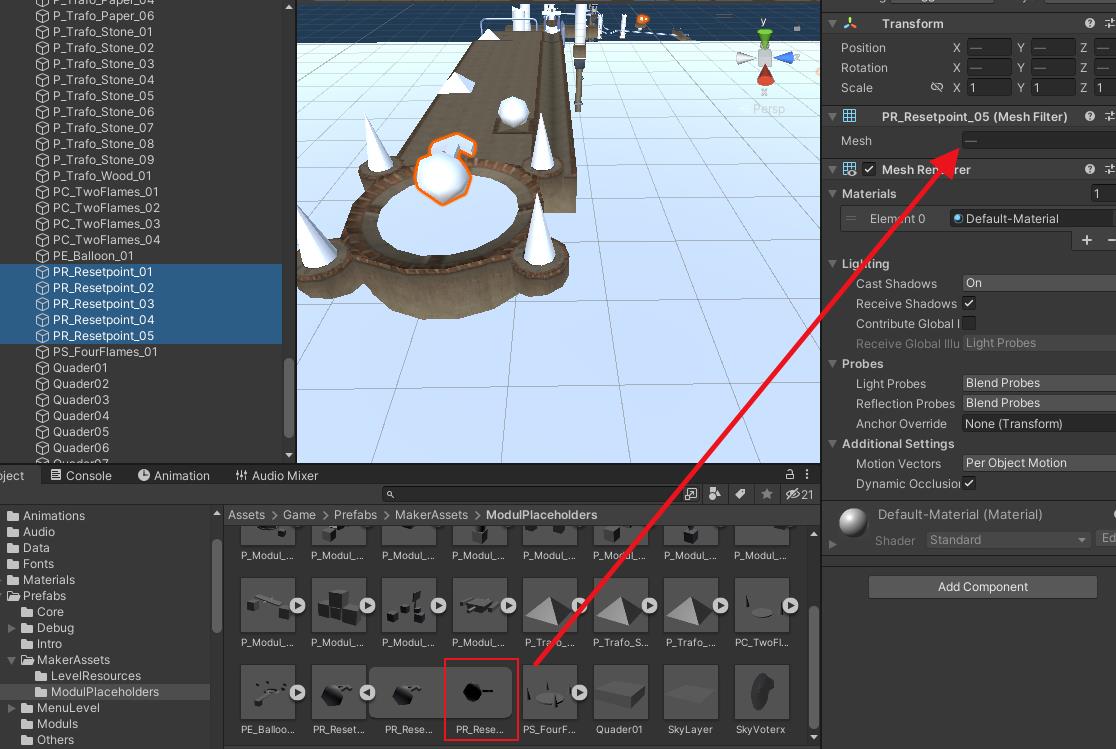 P_Trafo_Paper_04
P_Trafo_Paper_06
P_Trafo_Stone_01
P_Trafo_Stone_02
P_Trafo_Stone_03
P_Trafo_Stone_04
P_Trafo_Stone_05
P_Trafo_Stone_06
P_Trafo_Stone_07
P_Trafo_Stone_08
P_Trafo_Stone_09
P_Trafo_Wood_01
PC_TwoFlames_01
PC_TwoFlames_02
PC_TwoFlames_03
PC_TwoFlames_04
PE_Balloon_01
PR_Resetpoint_01
PR_Resetpoint_02
PR_Resetpoint_03
PR_Resetpoint_04
PR_Resetpoint_05
PS_FourFlames_01
Quader01
Quader02
Quader03
Quader04
Quader05
Quader06
y
x
Persp
Transform
Position X — Y — Z —
Rotation X — Y — Z —
Scale X 1 Y 1 Z 1
PR_Resetpoint_05 (Mesh Filter)
Mesh —
Mesh Renderer
Materials 1
Element 0 Default-Material
+ −
Lighting
Cast Shadows On
Receive Shadows
Contribute Global I
Receive Global Illu Light Probes
Probes
Light Probes Blend Probes
Reflection Probes Blend Probes
Anchor Override None (Transform)
Additional Settings
Motion Vectors Per Object Motion
Dynamic Occlusion
Default-Material (Material)
Shader Standard Ed
Add Component
oject Console Animation Audio Mixer
21
Animations
Audio
Data
Fonts
Materials
Prefabs
Core
Debug
Intro
MakerAssets
LevelResources
ModulPlaceholders
MenuLevel
Moduls
Others
Assets > Game > Prefabs > MakerAssets > ModulPlaceholders
P_Modul_... P_Modul_... P_Modul_... P_Modul_... P_Modul_... P_Modul_... P_Modul_... P_Modul_...
P_Modul_... P_Modul_... P_Modul_... P_Modul_... P_Trafo_... P_Trafo_S... P_Trafo_... PC_TwoFl...
PE_Balloo... PR_Reset... PR_Rese... PR_Rese... PS_FourF... Quader01 SkyLayer SkyVoterx